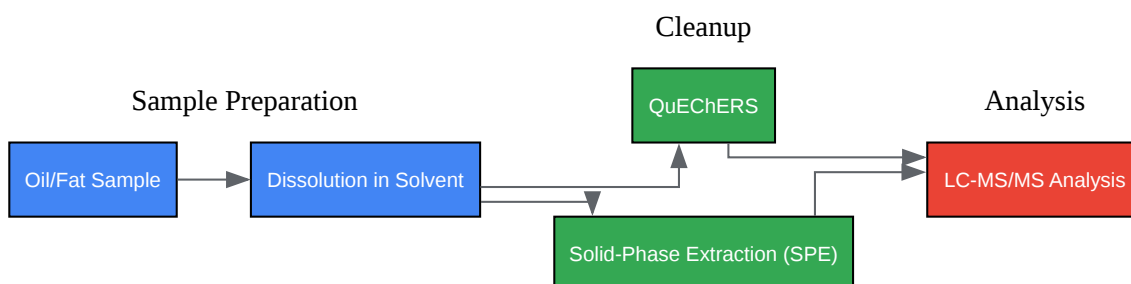 Cleanup
Sample Preparation
QuEChERS
Analysis
Oil/Fat Sample
Dissolution in Solvent
LC-MS/MS Analysis
Solid-Phase Extraction (SPE)